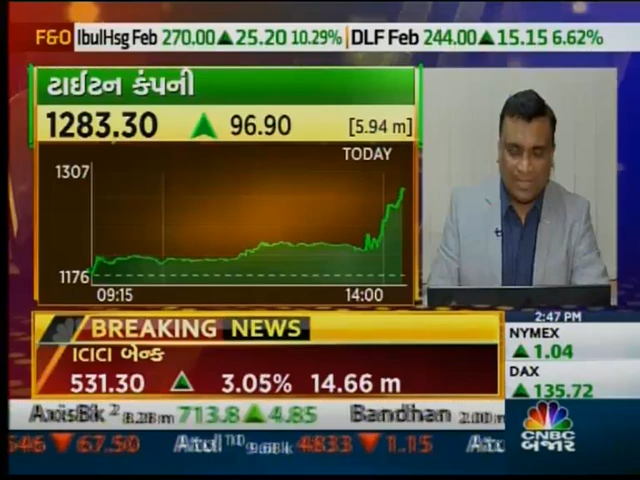 F&O IbulHsg Feb 270.00 ▲ 25.20 10.29% DLF Feb 244.00 ▲ 15.15 6.62%
ટાઈટન કંપની
1283.30 ▲ 96.90 [5.94 m]
TODAY
1307
1176
09:15 14:00
BREAKING NEWS
ICICI બેન્ક
531.30 ▲ 3.05% 14.66 m
2:47 PM
NYMEX
▲ 1.04
DAX
▲ 135.72
AxisBk 713.8 ▲ 4.85 Bandhan
▼ 67.50 Atul 4833 ▼ 1.15
CNBC
બજાર